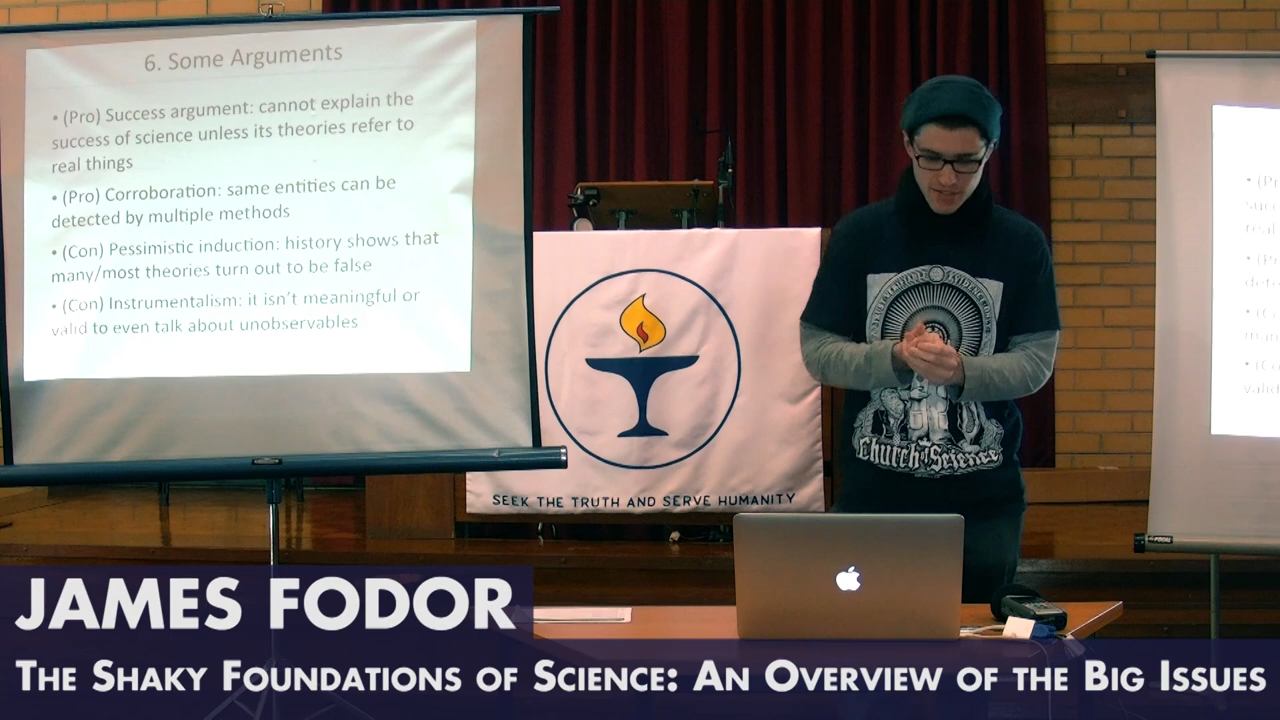 6. Some Arguments
• (Pro) Success argument: cannot explain the
success of science unless its theories refer to
real things
• (Pro) Corroboration: same entities can be
detected by multiple methods
• (Con) Pessimistic induction: history shows that
many/most theories turn out to be false
• (Con) Instrumentalism: it isn't meaningful or
valid to even talk about unobservables
SEEK THE TRUTH AND SERVE HUMANITY
Church of Science
JAMES FODOR
THE SHAKY FOUNDATIONS OF SCIENCE: AN OVERVIEW OF THE BIG ISSUES